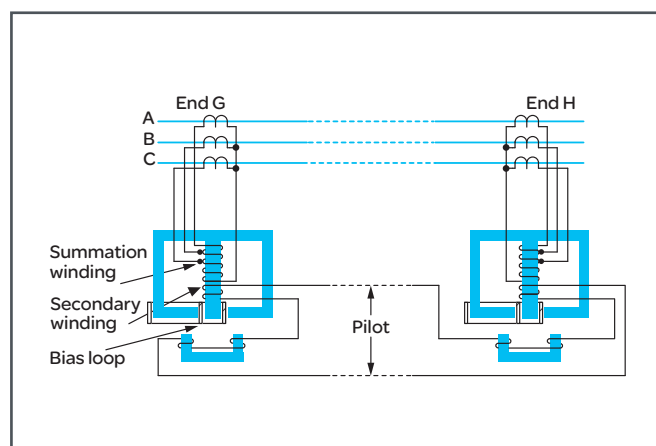 End G
End H
A
B
C
Summation
winding
Secondary
winding
Pilot
Bias loop